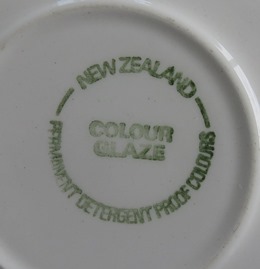 NEW ZEALAND
COLOUR
GLAZE
PERMANENT DETERGENT PROOF COLOURS